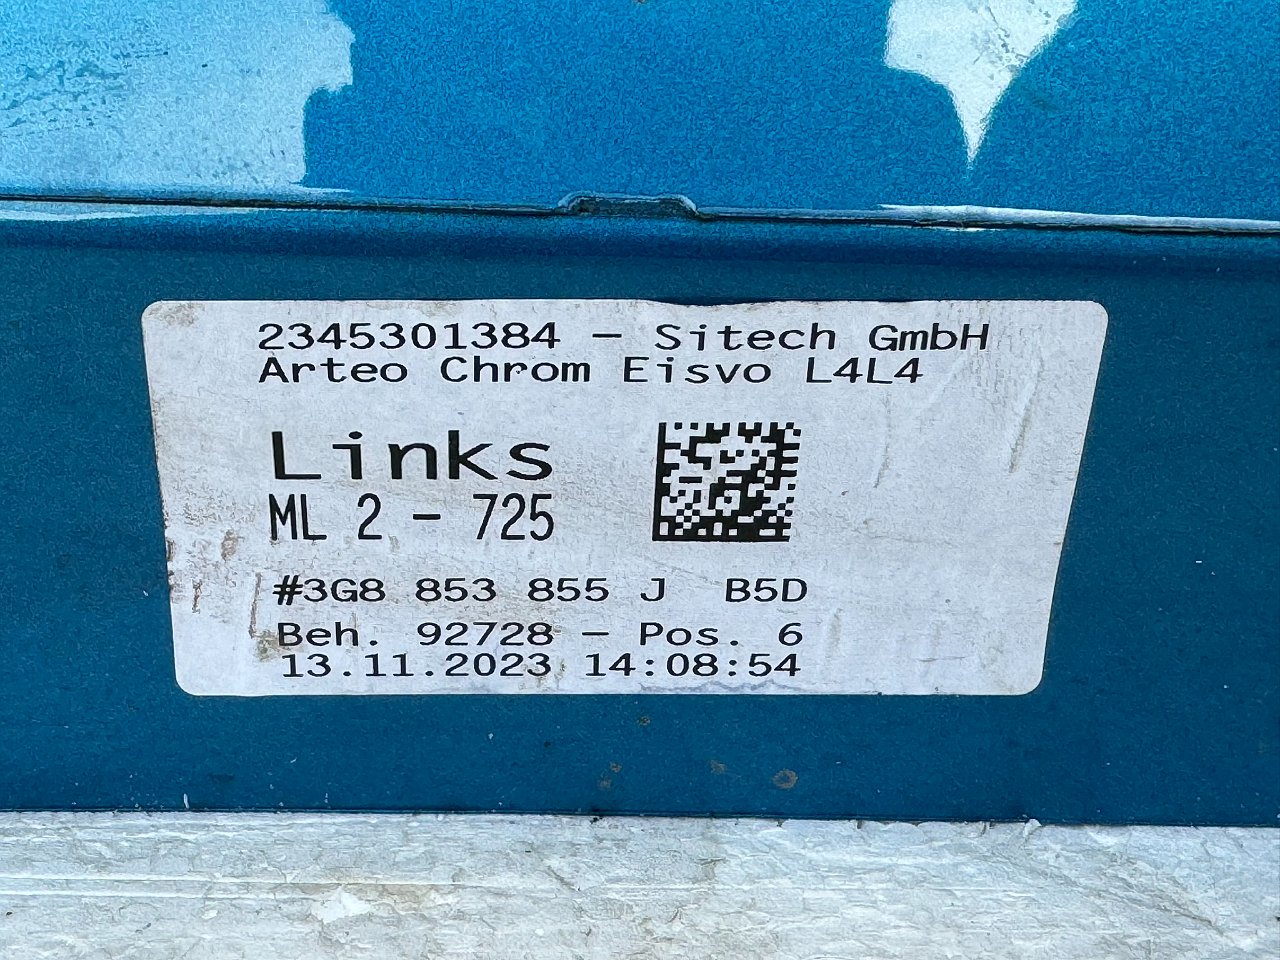 2345301384 - Sitech GmbH
Arteo Chrom Eisvo L4L4
Links
ML 2 - 725
#3G8 853 855 J B5D
Beh. 92728 - Pos. 6
13.11.2023 14:08:54